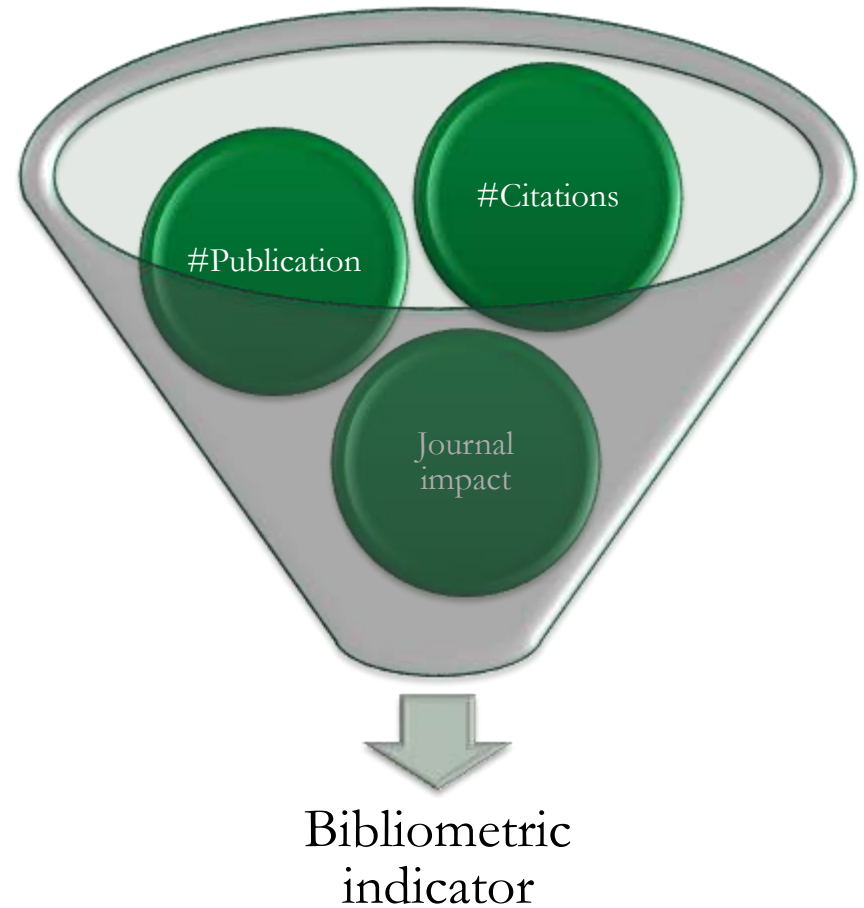 #Citations
#Publication
Journal
impact
Bibliometric
indicator